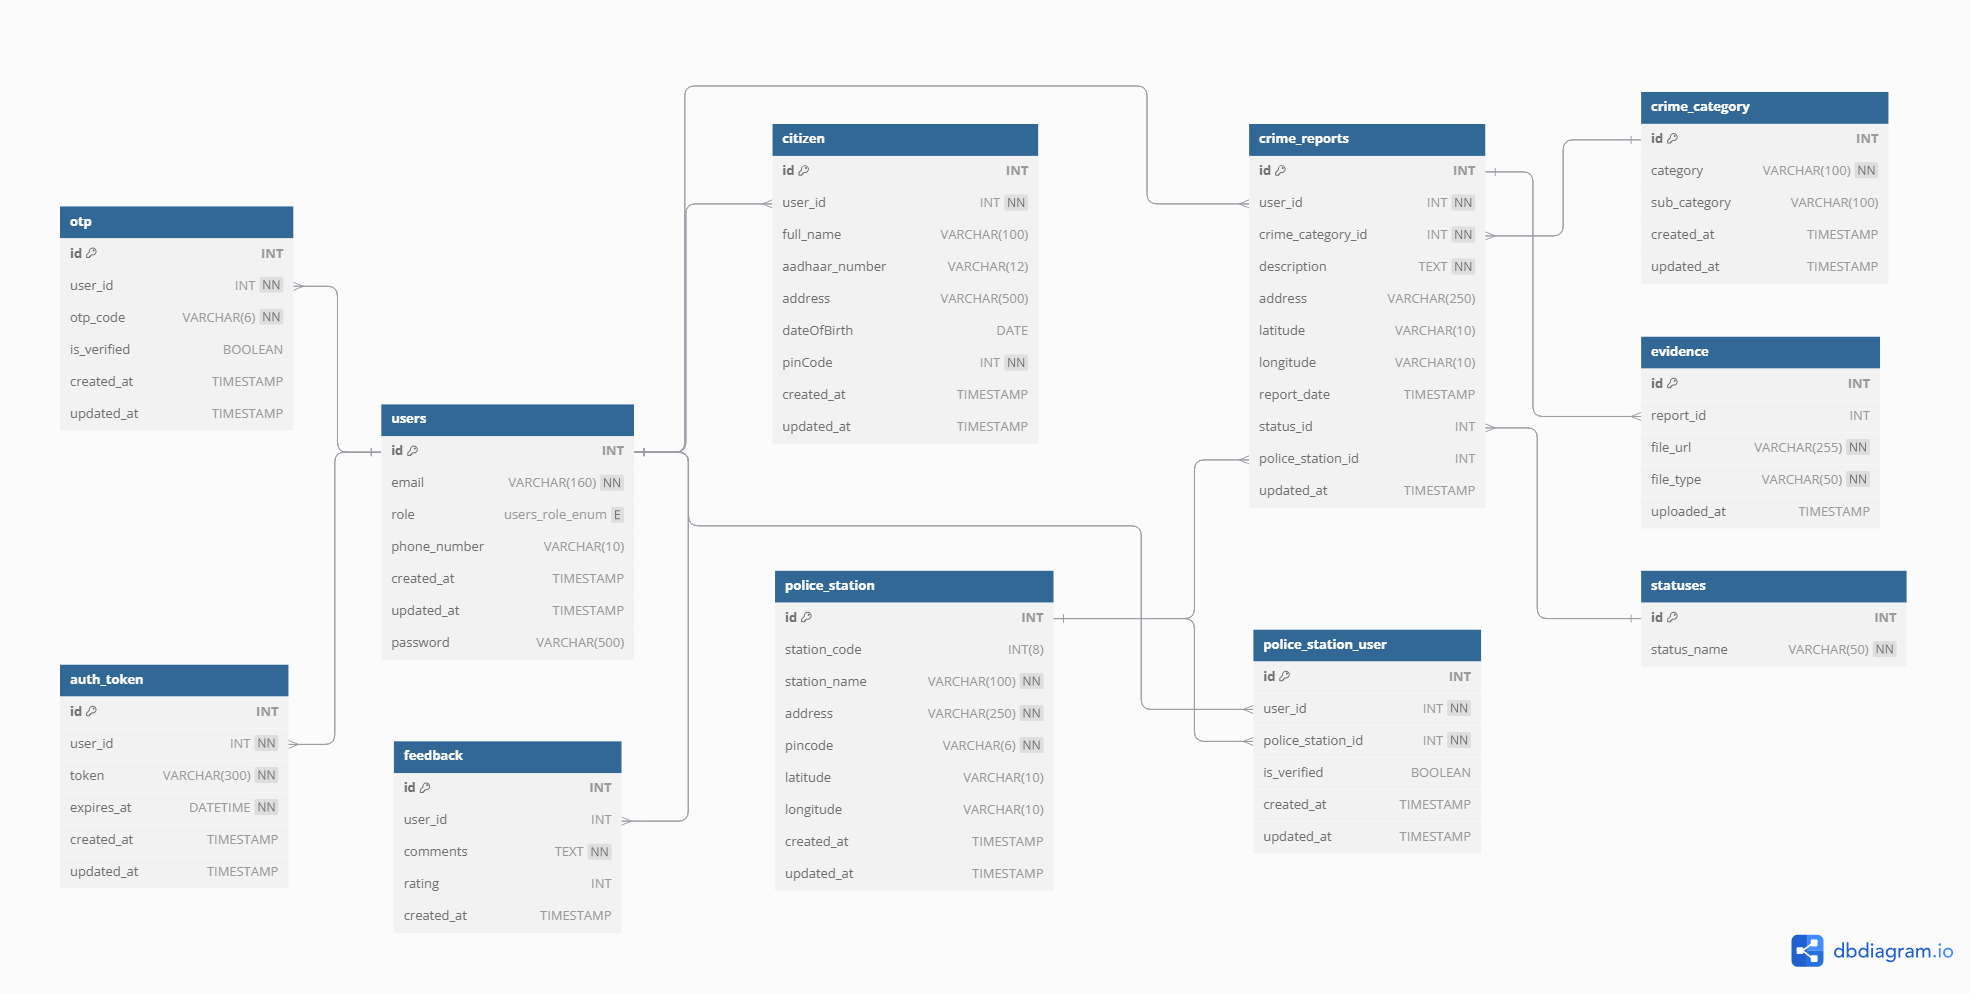 otp
id INT
user_id INT NN
otp_code VARCHAR(6) NN
is_verified BOOLEAN
created_at TIMESTAMP
updated_at TIMESTAMP
auth_token
id INT
user_id INT NN
token VARCHAR(300) NN
expires_at DATETIME NN
created_at TIMESTAMP
updated_at TIMESTAMP
users
id INT
email VARCHAR(160) NN
role users_role_enum E
phone_number VARCHAR(10)
created_at TIMESTAMP
updated_at TIMESTAMP
password VARCHAR(500)
feedback
id INT
user_id INT
comments TEXT NN
rating INT
created_at TIMESTAMP
citizen
id INT
user_id INT NN
full_name VARCHAR(100)
aadhaar_number VARCHAR(12)
address VARCHAR(500)
dateOfBirth DATE
pinCode INT NN
created_at TIMESTAMP
updated_at TIMESTAMP
police_station
id INT
station_code INT(8)
station_name VARCHAR(100) NN
address VARCHAR(250) NN
pincode VARCHAR(6) NN
latitude VARCHAR(10)
longitude VARCHAR(10)
created_at TIMESTAMP
updated_at TIMESTAMP
crime_reports
id INT
user_id INT NN
crime_category_id INT NN
description TEXT NN
address VARCHAR(250)
latitude VARCHAR(10)
longitude VARCHAR(10)
report_date TIMESTAMP
status_id INT
police_station_id INT
updated_at TIMESTAMP
police_station_user
id INT
user_id INT NN
police_station_id INT NN
is_verified BOOLEAN
created_at TIMESTAMP
updated_at TIMESTAMP
crime_category
id INT
category VARCHAR(100) NN
sub_category VARCHAR(100)
created_at TIMESTAMP
updated_at TIMESTAMP
evidence
id INT
report_id INT
file_url VARCHAR(255) NN
file_type VARCHAR(50) NN
uploaded_at TIMESTAMP
statuses
id INT
status_name VARCHAR(50) NN
dbdiagram.io